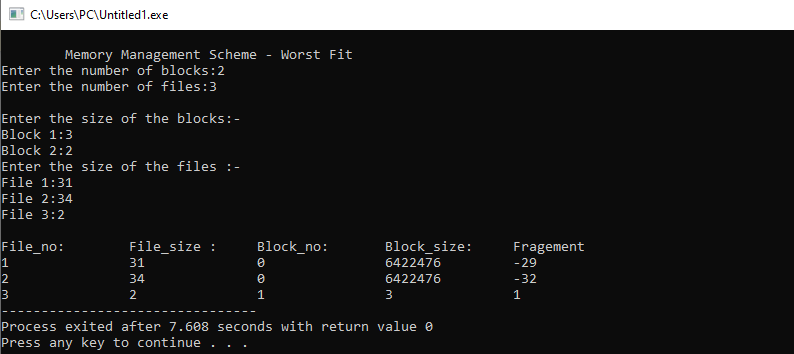 C:\Users\PC\Untitled1.exe
Memory Management Scheme - Worst Fit
Enter the number of blocks:2
Enter the number of files:3
Enter the size of the blocks:-
Block 1:3
Block 2:2
Enter the size of the files :-
File 1:31
File 2:34
File 3:2
File_no: File_size : Block_no: Block_size: Fragement
1 31 0 6422476 -29
2 34 0 6422476 -32
3 2 1 3 1
--------------------------------
Process exited after 7.608 seconds with return value 0
Press any key to continue . . .